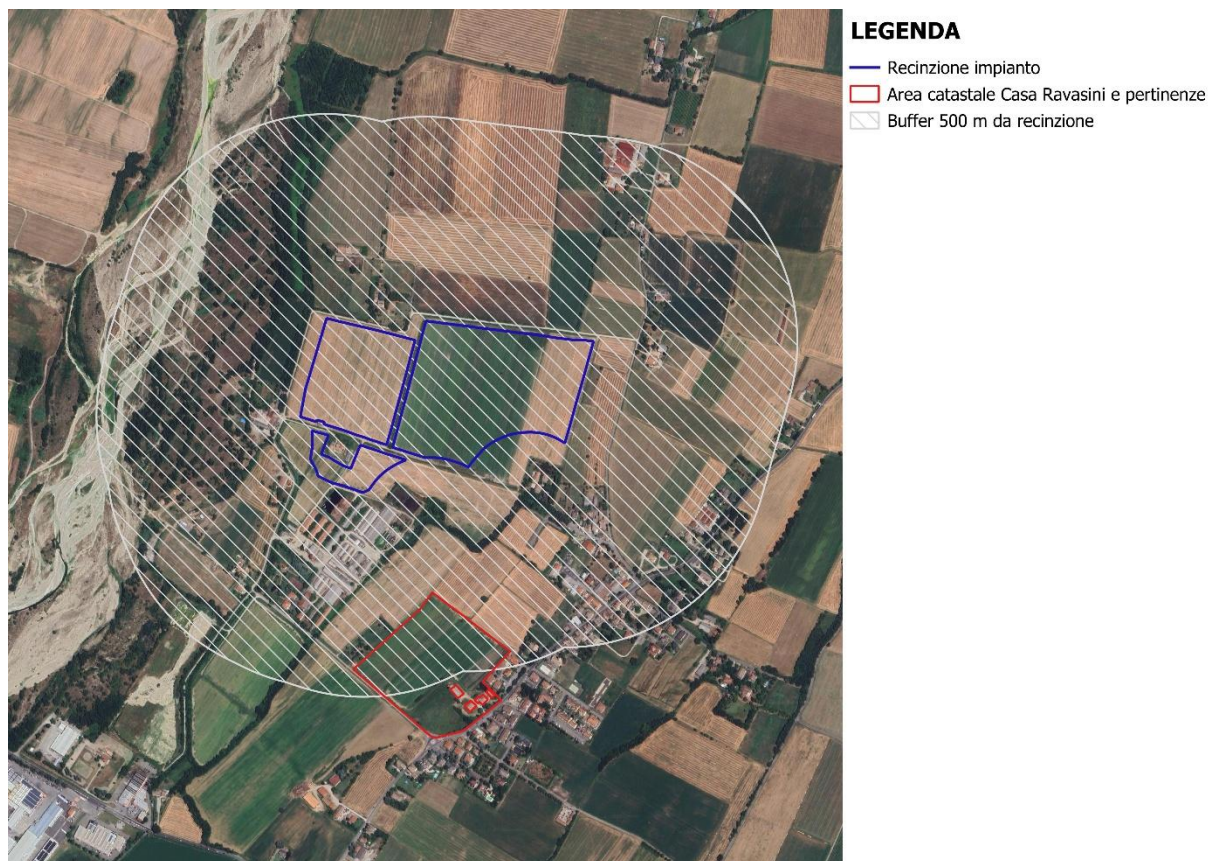 LEGENDA
Recinzione impianto
Area catastale Casa Ravasini e pertinenze
Buffer 500 m da recinzione